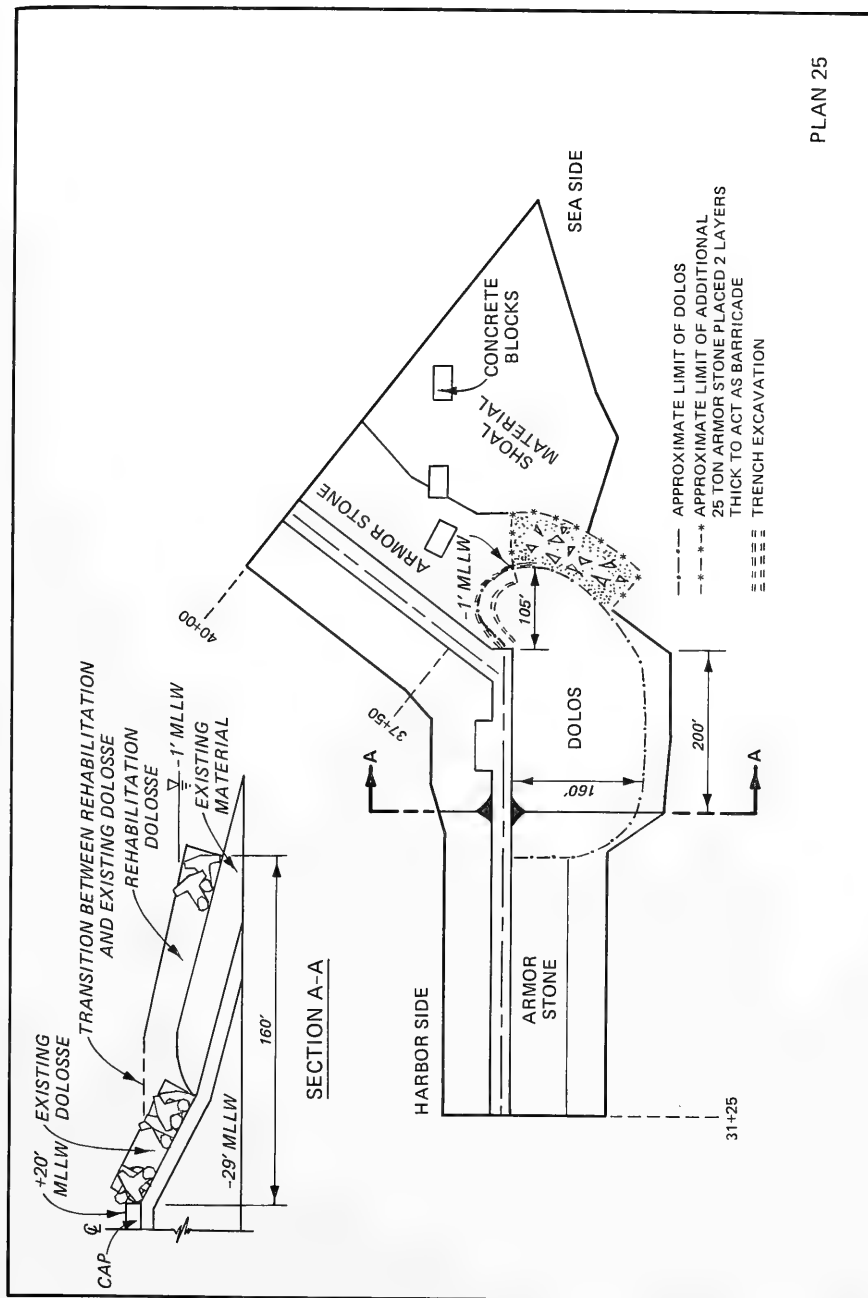 TRANSITION BETWEEN REHABILITATION
AND EXISTING DOLOSSE
REHABILITATION
DOLOSSE
-1' MLLW
EXISTING
MATERIAL
+20'
MLLW
EXISTING
DOLOSSE
℄
CAP
-29' MLLW
160'
SECTION A-A
HARBOR SIDE
40+00
37+50
ARMOR STONE
SHOAL
MATERIAL
CONCRETE
BLOCKS
SEA SIDE
-1' MLLW
105'
A
DOLOS
160'
ARMOR
STONE
200'
A
31+25
APPROXIMATE LIMIT OF DOLOS
APPROXIMATE LIMIT OF ADDITIONAL
25 TON ARMOR STONE PLACED 2 LAYERS
THICK TO ACT AS BARRICADE
TRENCH EXCAVATION
PLAN 25